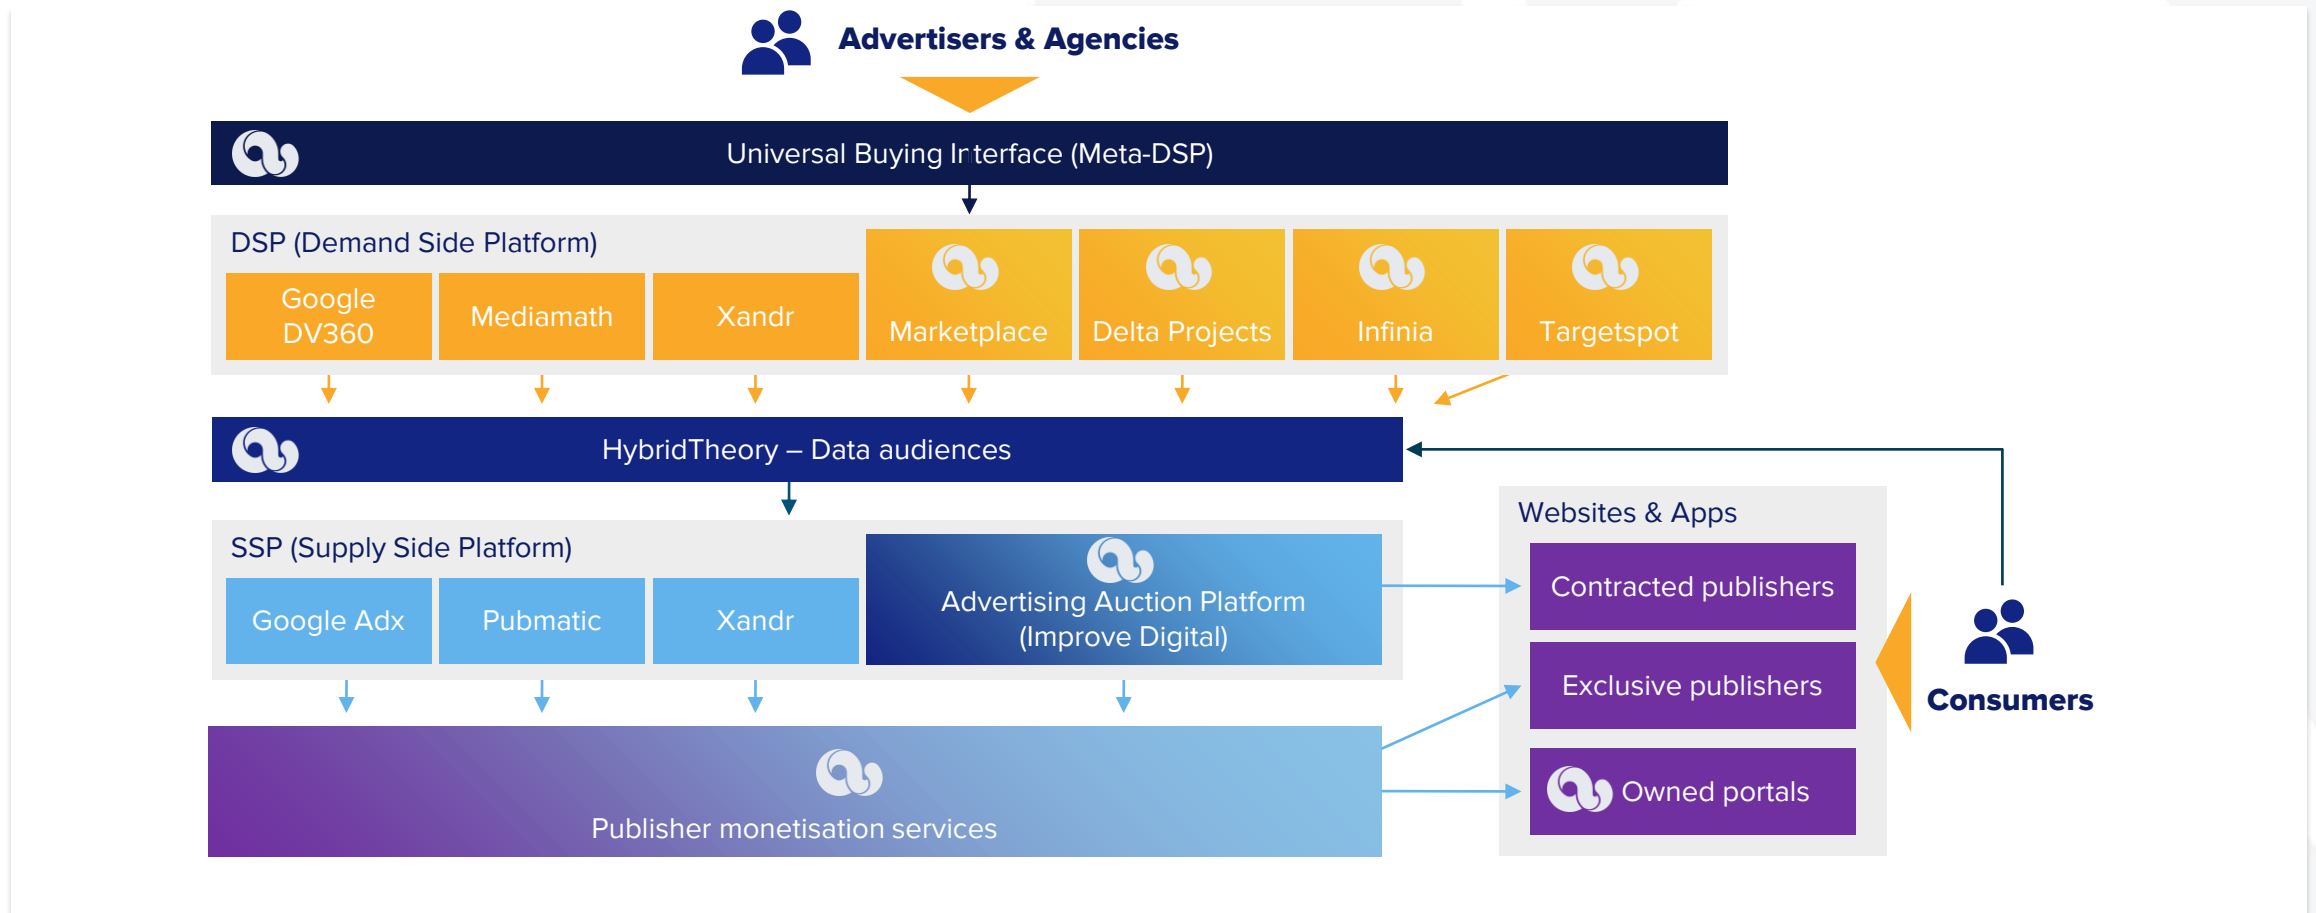 Advertisers & Agencies
Universal Buying Interface (Meta-DSP)
DSP (Demand Side Platform)
Google
DV360
Mediamath
Xandr
Marketplace
Delta Projects
Infinia
Targetspot
HybridTheory – Data audiences
SSP (Supply Side Platform)
Google Adx
Pubmatic
Xandr
Advertising Auction Platform
(Improve Digital)
Publisher monetisation services
Websites & Apps
Contracted publishers
Exclusive publishers
Owned portals
Consumers